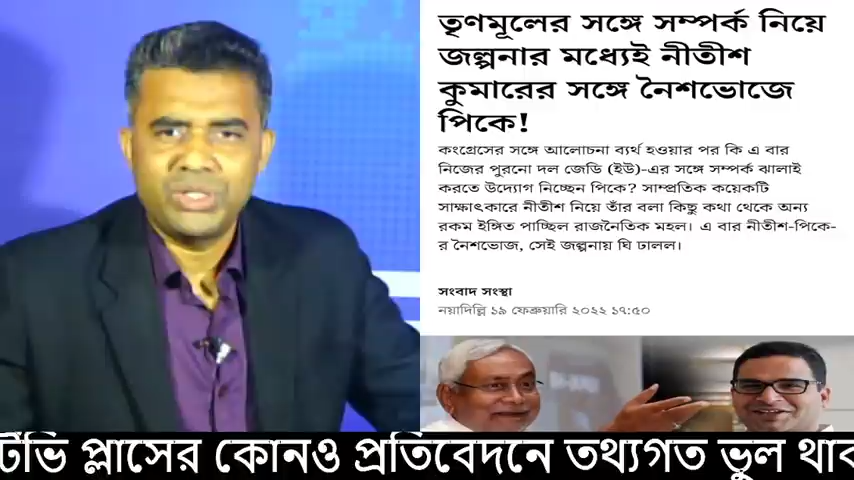 তৃণমূলের সঙ্গে সম্পর্ক নিয়ে
জল্পনার মধ্যেই নীতীশ
কুমারের সঙ্গে নৈশভোজে
পিকে!
কংগ্রেসের সঙ্গে আলোচনা ব্যর্থ হওয়ার পর কি এ বার
নিজের পুরনো দল জেডি (ইউ)-এর সঙ্গে সম্পর্ক ঝালাই
করতে উদ্যোগ নিচ্ছেন পিকে? সাম্প্রতিক কয়েকটি
সাক্ষাৎকারে নীতীশ নিয়ে তাঁর বলা কিছু কথা থেকে অন্য
রকম ইঙ্গিত পাচ্ছিল রাজনৈতিক মহল। এ বার নীতীশ-পিকে-
র নৈশভোজ, সেই জল্পনায় ঘি ঢালল।
সংবাদ সংস্থা
নয়াদিল্লি ১৯ ফেব্রুয়ারি ২০২২ ১৭:৫০
টিভি প্লাসের কোনও প্রতিবেদনে তথ্যগত ভুল থাক